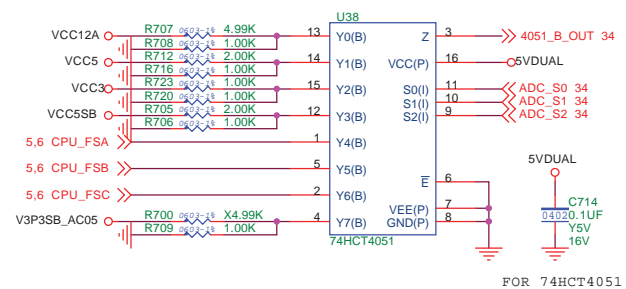 U38
VCC12A R707 0603-1% 4.99K 13 Y0(B) Z 3 4051_B_OUT 34
R708 0603-1% 1.00K
VCC5 R712 0603-1% 2.00K 14 Y1(B) VCC(P) 16 5VDUAL
R716 0603-1% 1.00K
VCC3 R723 0603-1% 1.00K 15 Y2(B) S0(I) 11 ADC_S0 34
R720 0603-1% 1.00K S1(I) 10 ADC_S1 34
VCC5SB R705 0603-1% 2.00K 12 Y3(B) S2(I) 9 ADC_S2 34
R706 0603-1% 1.00K
5,6 CPU_FSA 1 Y4(B)
5,6 CPU_FSB 5 Y5(B)
5VDUAL
5,6 CPU_FSC 2 Y6(B) E 6
V3P3SB_AC05 R700 0603-1% X4.99K 4 Y7(B) VEE(P) 7
R709 0603-1% 1.00K GND(P) 8
74HCT4051
C714
0402 0.1UF
Y5V
16V
FOR 74HCT4051